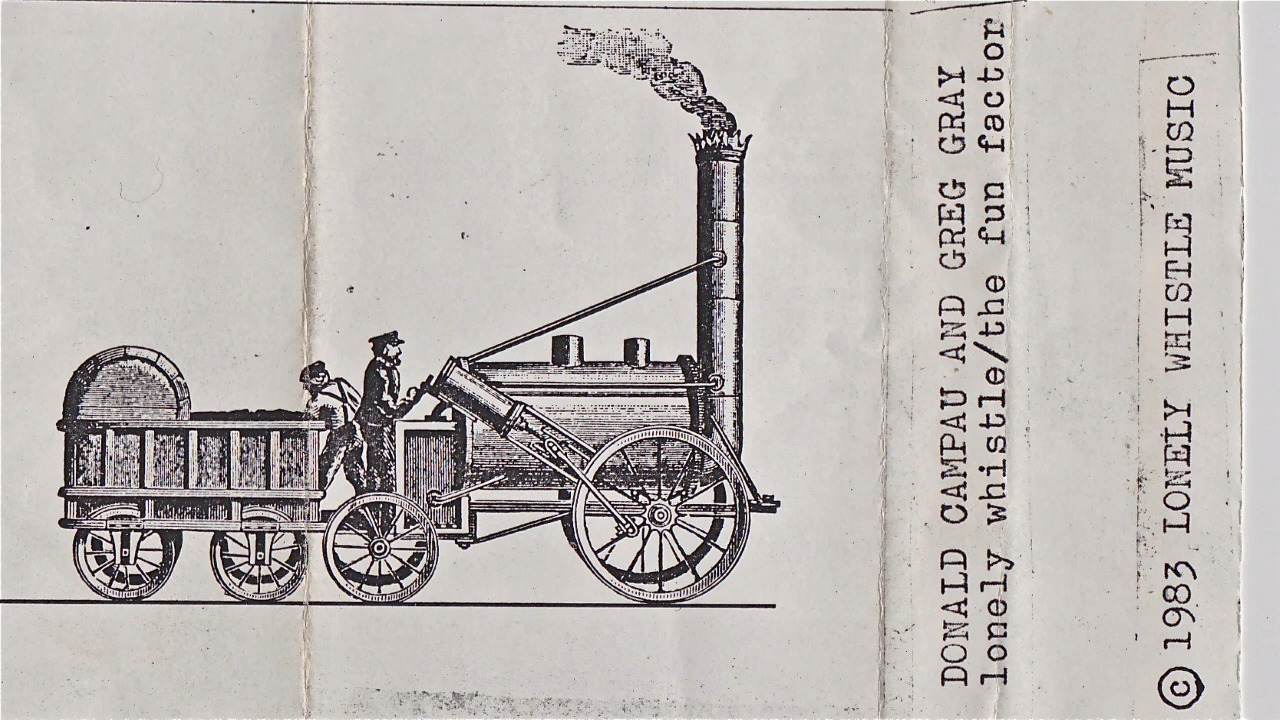 DONALD CAMPAU AND GREG GRAY
lonely whistle/the fun factor
© 1983 LONELY WHISTLE MUSIC